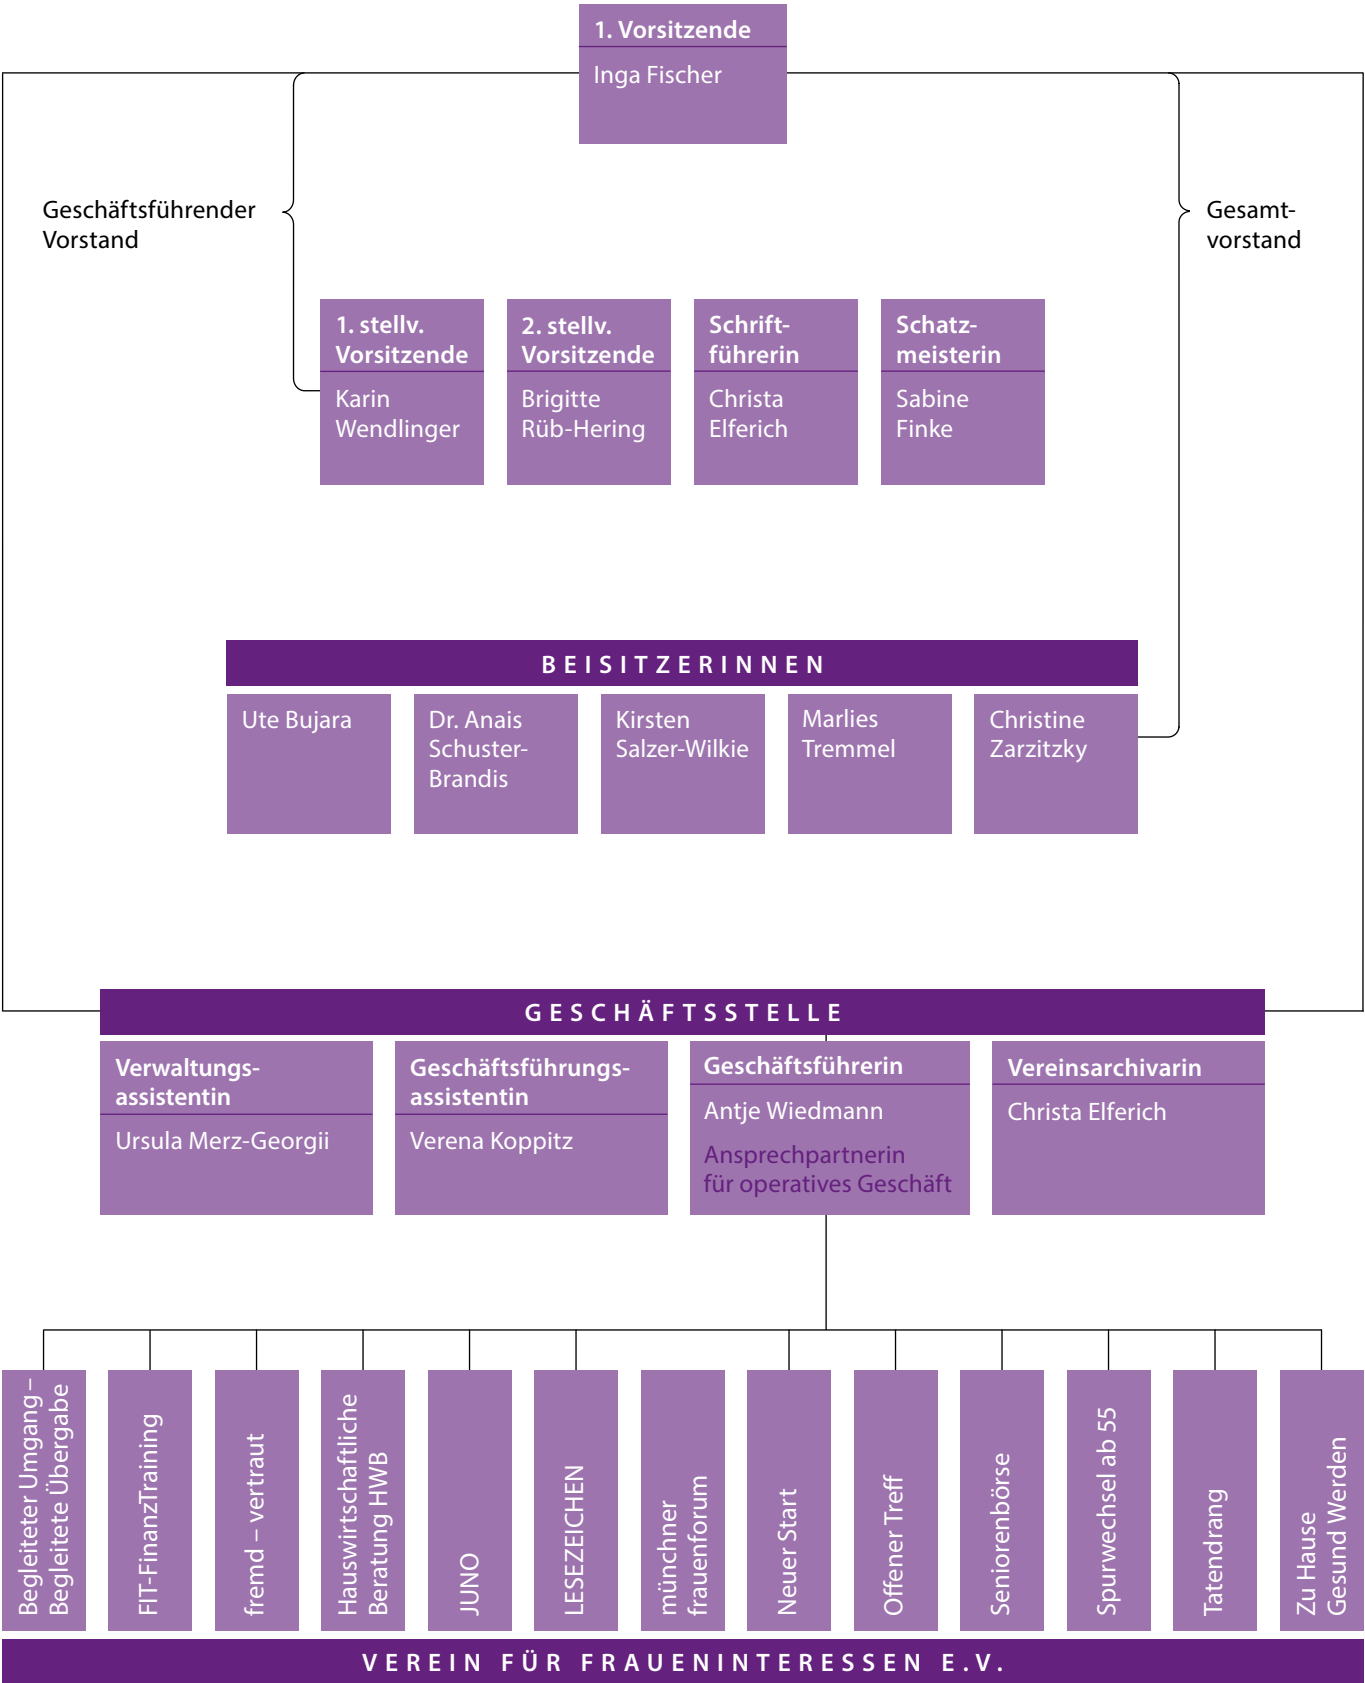 1. Vorsitzende
Inga Fischer
Geschäftsführender
Vorstand
Gesamt-
vorstand
1. stellv.
Vorsitzende
Karin
Wendlinger
2. stellv.
Vorsitzende
Brigitte
Rüb-Hering
Schrift-
führerin
Christa
Elferich
Schatz-
meisterin
Sabine
Finke
BEISITZERINNEN
Ute Bujara
Dr. Anais
Schuster-
Brandis
Kirsten
Salzer-Wilkie
Marlies
Tremmel
Christine
Zarzitzky
GESCHÄFTSSTELLE
Verwaltungs-
assistentin
Ursula Merz-Georgii
Geschäftsführungs-
assistentin
Verena Koppitz
Geschäftsführerin
Antje Wiedmann
Ansprechpartnerin
für operatives Geschäft
Vereinsarchivarin
Christa Elferich
Begleiteter Umgang –
Begleitete Übergabe
FIT-FinanzTraining
fremd – vertraut
Hauswirtschaftliche
Beratung HWB
JUNO
LESEZEICHEN
münchner
frauenforum
Neuer Start
Offener Treff
Seniorenbörse
Spurwechsel ab 55
Tatendrang
Zu Hause
Gesund Werden
VEREIN FÜR FRAUENINTERESSEN E.V.